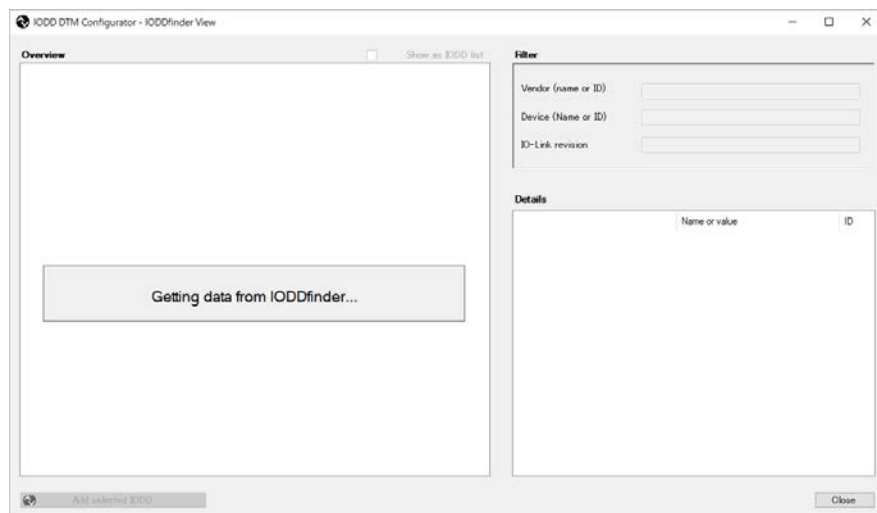 IODD DTM Configurator - IODDfinder View
Overview
Show as IODD list
Filter
Vendor (name or ID)
Device (Name or ID)
IO-Link revision
Details
Name or value
ID
Getting data from IODDfinder...
Add selected IODD
Close